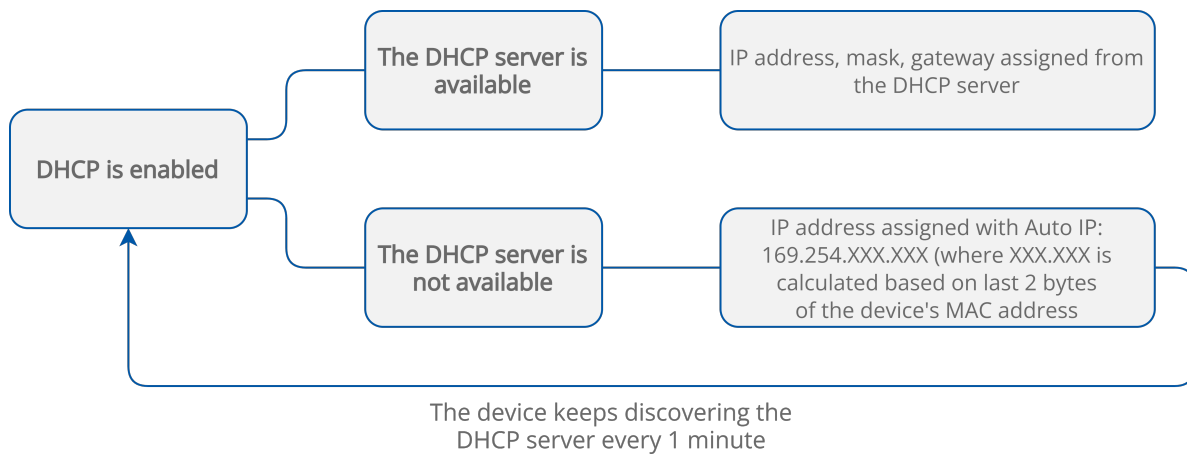 The DHCP server is
available
IP address, mask, gateway assigned from
the DHCP server
DHCP is enabled
The DHCP server is
not available
IP address assigned with Auto IP:
169.254.XXX.XXX (where XXX.XXX is
calculated based on last 2 bytes
of the device's MAC address
The device keeps discovering the
DHCP server every 1 minute